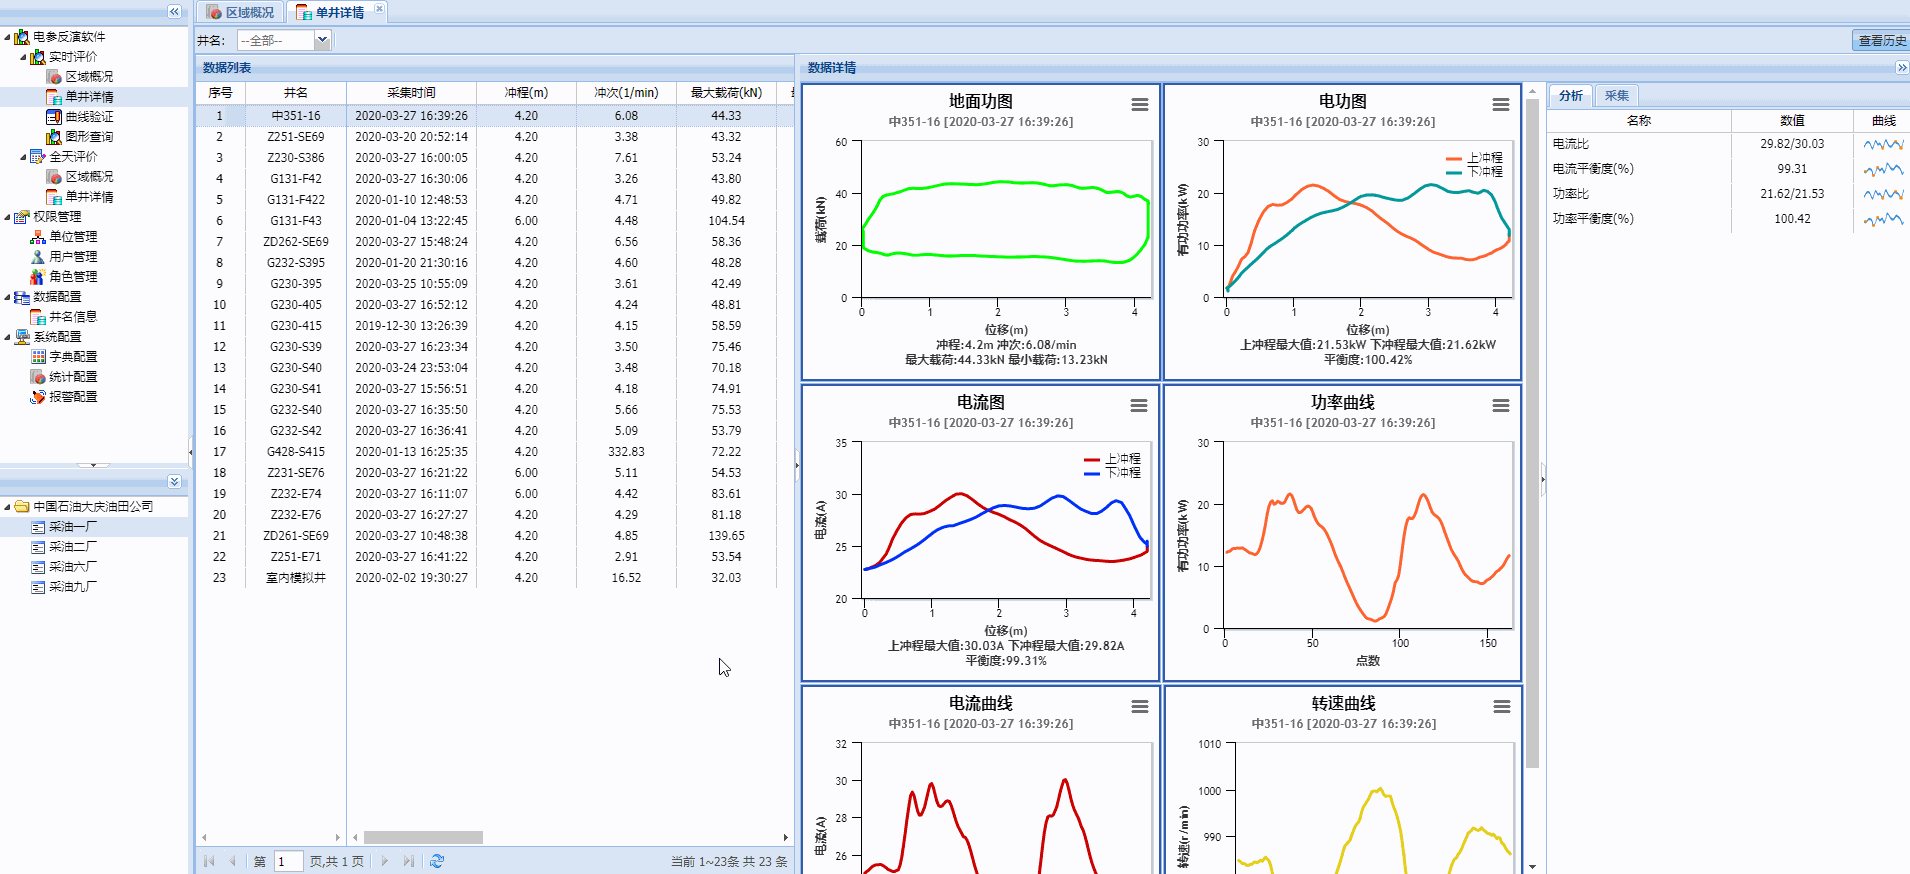 区域概况
单井详情
井名:
--全部--
查看历史
电参反演软件
实时评价
区域概况
单井详情
曲线验证
图形查询
全天评价
区域概况
单井详情
权限管理
单位管理
用户管理
角色管理
数据配置
井名信息
系统配置
字典配置
统计配置
报警配置
中国石油大庆油田公司
采油一厂
采油二厂
采油六厂
采油九厂
数据列表
序号 井名 采集时间 冲程(m) 冲次(1/min) 最大载荷(kN)
1 中351-16 2020-03-27 16:39:26 4.20 6.08 44.33
2 Z251-SE69 2020-03-20 20:52:14 4.20 3.38 43.32
3 Z230-S386 2020-03-27 16:00:05 4.20 7.61 53.24
4 G131-F42 2020-03-27 16:30:06 4.20 3.26 43.80
5 G131-F422 2020-01-10 12:48:53 4.20 4.71 49.82
6 G131-F43 2020-01-04 13:22:45 6.00 4.48 104.54
7 ZD262-SE69 2020-03-27 15:48:24 4.20 6.56 58.36
8 G232-S395 2020-01-20 21:30:16 4.20 4.60 48.28
9 G230-395 2020-03-25 10:55:09 4.20 3.61 42.49
10 G230-405 2020-03-27 16:52:12 4.20 4.24 48.81
11 G230-415 2019-12-30 13:26:39 4.20 4.15 58.59
12 G230-S39 2020-03-27 16:23:34 4.20 3.50 75.46
13 G230-S40 2020-03-24 23:53:04 4.20 3.48 70.18
14 G230-S41 2020-03-27 15:56:51 4.20 4.18 74.91
15 G232-S40 2020-03-27 16:35:50 4.20 5.66 75.53
16 G232-S42 2020-03-27 16:36:41 4.20 5.09 53.79
17 G428-S415 2020-01-13 16:25:35 4.20 332.83 72.22
18 Z231-SE76 2020-03-27 16:21:22 6.00 5.11 54.53
19 Z232-E74 2020-03-27 16:11:07 6.00 4.42 83.61
20 Z232-E76 2020-03-27 16:27:27 4.20 4.29 81.18
21 ZD261-SE69 2020-03-27 10:48:38 4.20 4.85 139.65
22 Z251-E71 2020-03-27 16:41:22 4.20 2.91 53.54
23 室内模拟井 2020-02-02 19:30:27 4.20 16.52 32.03
第 1 页,共 1 页
当前 1~23条 共 23 条
数据详情
地面功图
中351-16 [2020-03-27 16:39:26]
载荷(kN)
60
40
20
0
0 1 2 3 4
位移(m)
冲程:4.2m 冲次:6.08/min
最大载荷:44.33kN 最小载荷:13.23kN
电功图
中351-16 [2020-03-27 16:39:26]
上冲程
下冲程
有功功率(kW)
30
20
10
0
0 1 2 3 4
位移(m)
上冲程最大值:21.53kW 下冲程最大值:21.62kW
平衡度:100.42%
电流图
中351-16 [2020-03-27 16:39:26]
上冲程
下冲程
电流(A)
35
30
25
20
0 1 2 3 4
位移(m)
上冲程最大值:30.03A 下冲程最大值:29.82A
平衡度:99.31%
功率曲线
中351-16 [2020-03-27 16:39:26]
有功功率(kW)
30
20
10
0
0 50 100 150
点数
电流曲线
中351-16 [2020-03-27 16:39:26]
电流(A)
32
30
28
26
转速曲线
中351-16 [2020-03-27 16:39:26]
转速(r/min)
1010
1000
990
分析
采集
名称 数值 曲线
电流比 29.82/30.03
电流平衡度(%) 99.31
功率比 21.62/21.53
功率平衡度(%) 100.42